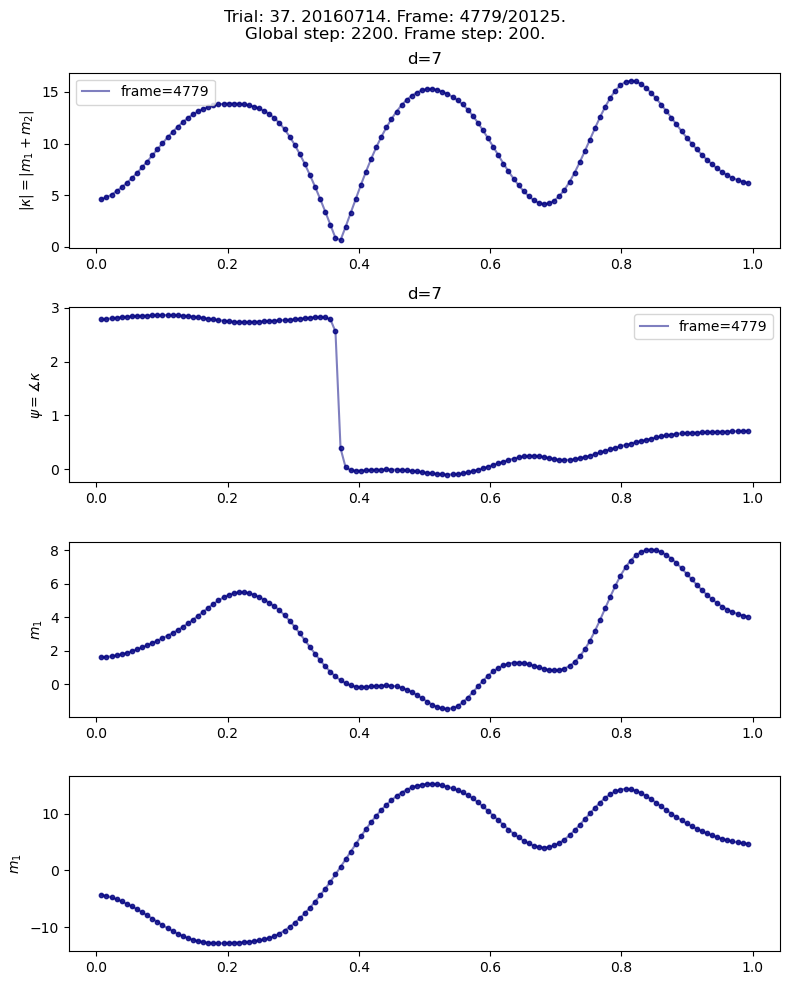 Trial: 37. 20160714. Frame: 4779/20125.
Global step: 2200. Frame step: 200.
d=7
|κ| = |m₁ + m₂|
frame=4779
15
10
5
0
0.0 0.2 0.4 0.6 0.8 1.0
d=7
ψ = ∡κ
frame=4779
3
2
1
0
0.0 0.2 0.4 0.6 0.8 1.0
m₁
8
6
4
2
0
0.0 0.2 0.4 0.6 0.8 1.0
m₁
10
0
−10
0.0 0.2 0.4 0.6 0.8 1.0